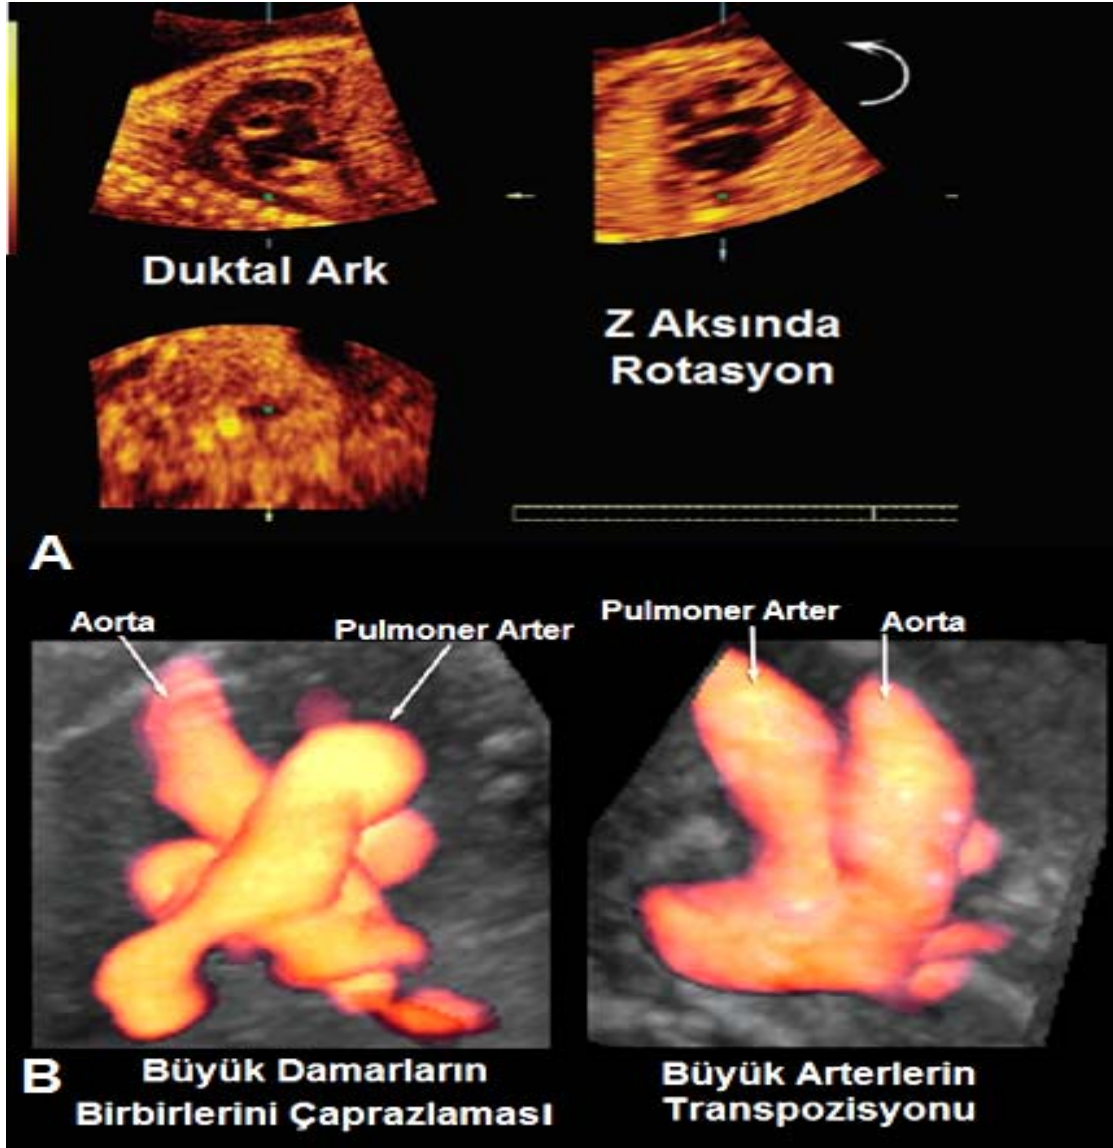 Duktal Ark
Z Aksında
Rotasyon
A
Aorta
Pulmoner Arter
Pulmoner Arter
Aorta
B
Büyük Damarların
Birbirlerini Çaprazlaması
Büyük Arterlerin
Transpozisyonu